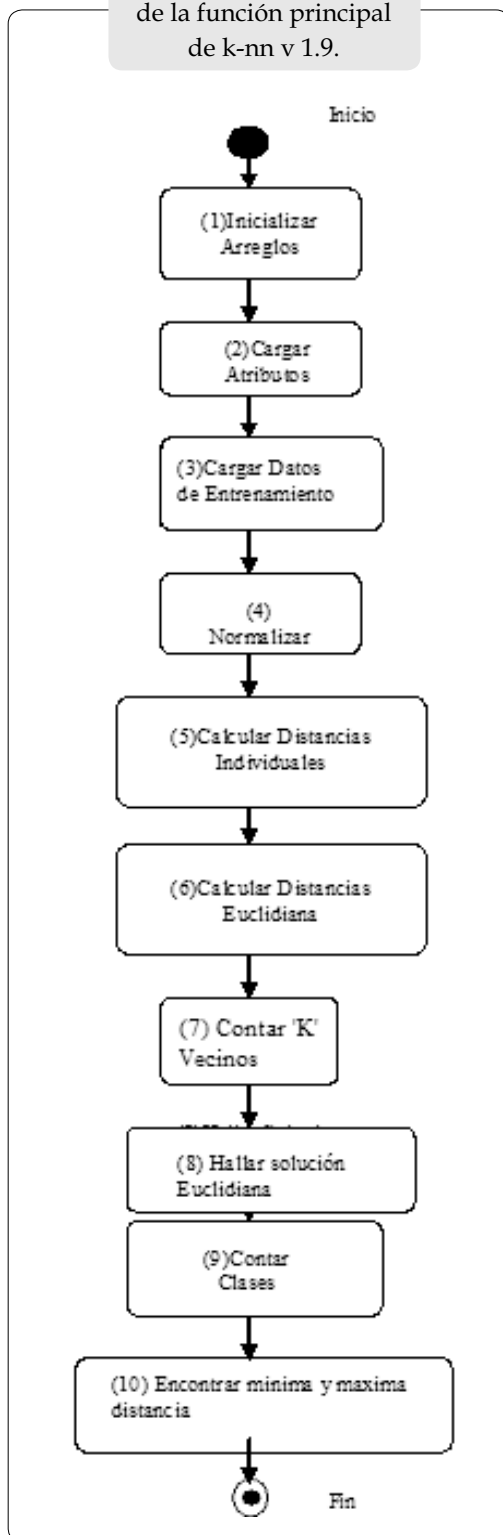 de la función principal
de k-nn v 1.9.
Inicio
(1)Inicializar
Arreglos
(2)Cargar
Atributos
(3)Cargar Datos
de Entrenamiento
(4)
Normalizar
(5)Calcular Distancias
Individuales
(6)Calcular Distancias
Euclidiana
(7) Contar 'K'
Vecinos
(8) Hallar solución
Euclidiana
(9)Contar
Clases
(10) Encontrar minima y maxima
distancia
Fin